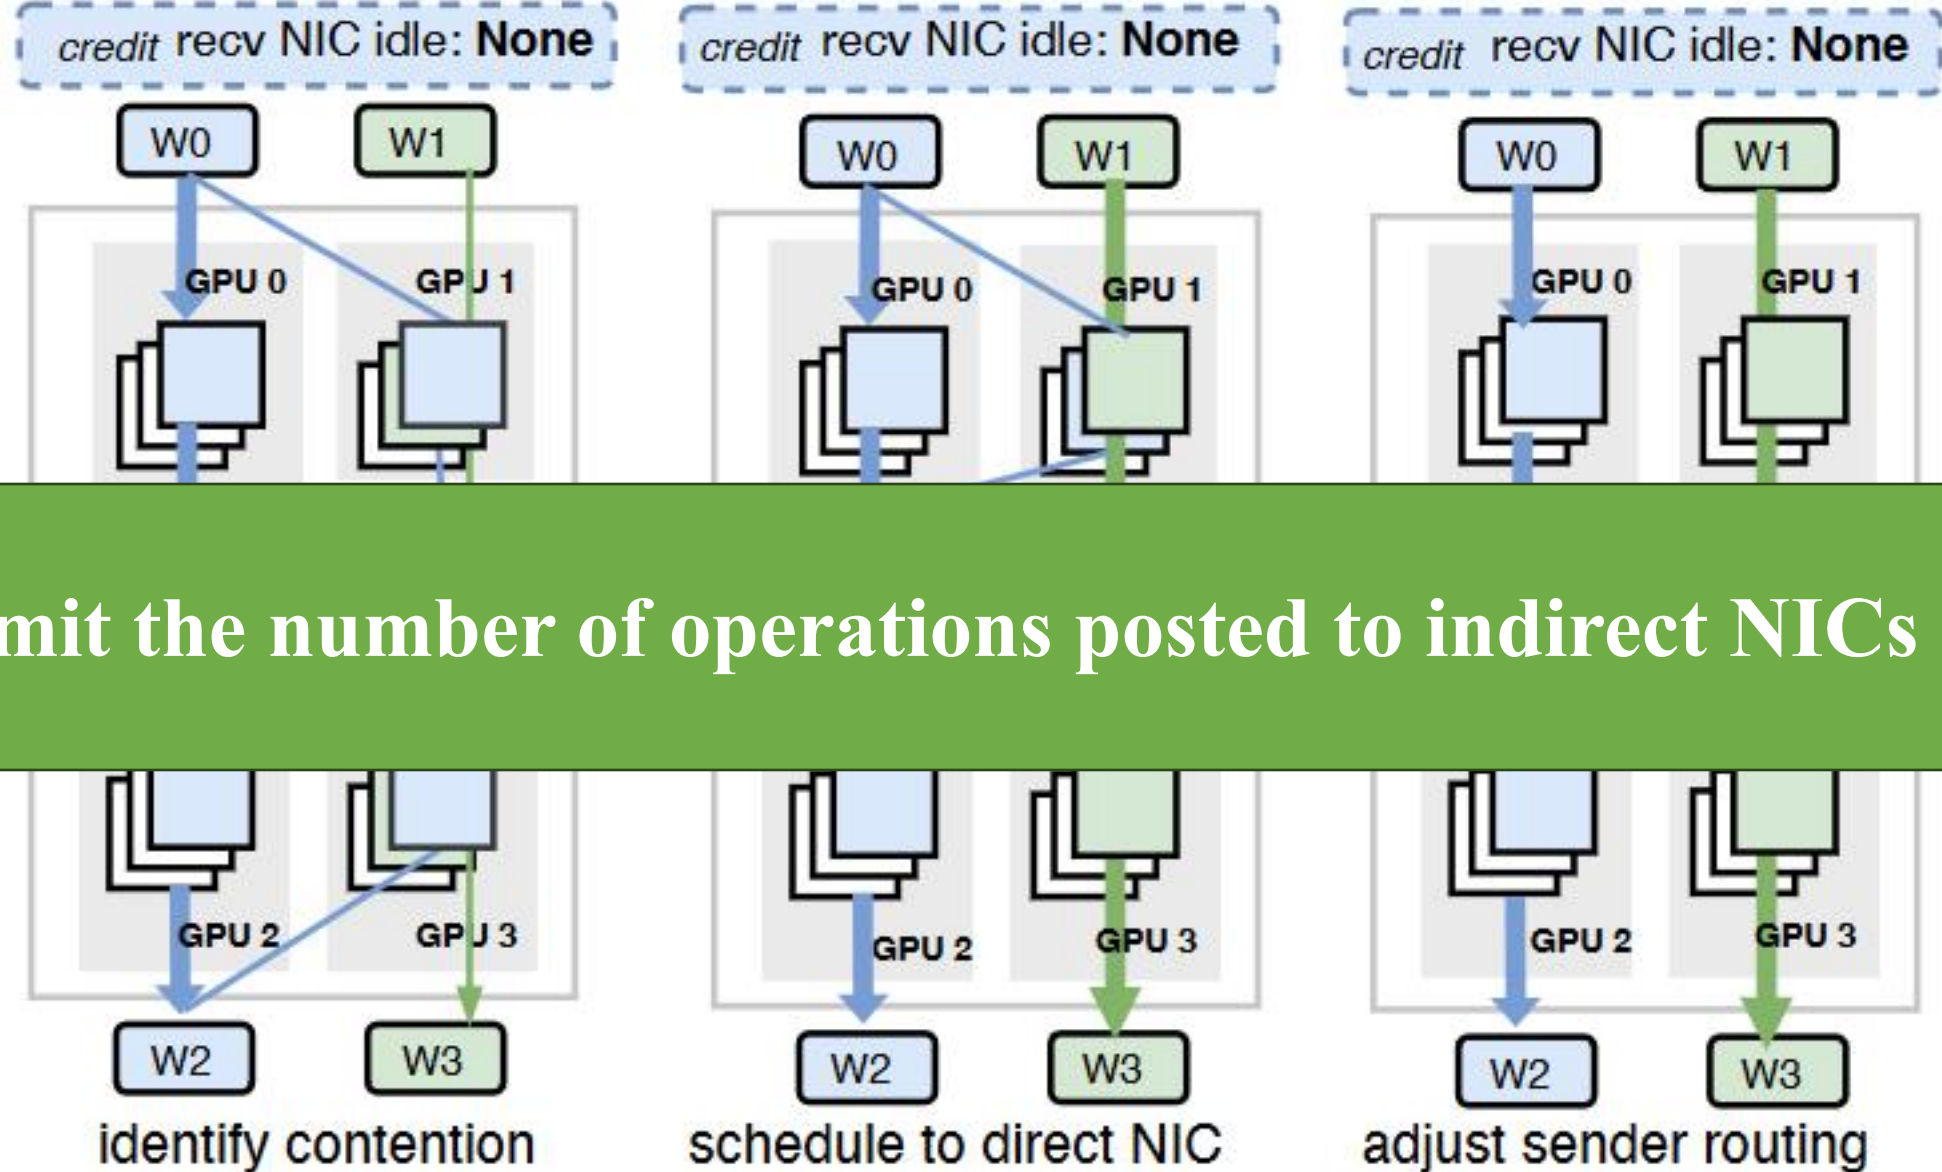 credit recv NIC idle: None
credit recv NIC idle: None
credit recv NIC idle: None
W0 W1
W0 W1
W0 W1
GPU 0 GPU 1
GPU 0 GPU 1
GPU 0 GPU 1
mit the number of operations posted to indirect NICs
GPU 2 GPU 3
GPU 2 GPU 3
GPU 2 GPU 3
W2 W3
W2 W3
W2 W3
identify contention
schedule to direct NIC
adjust sender routing